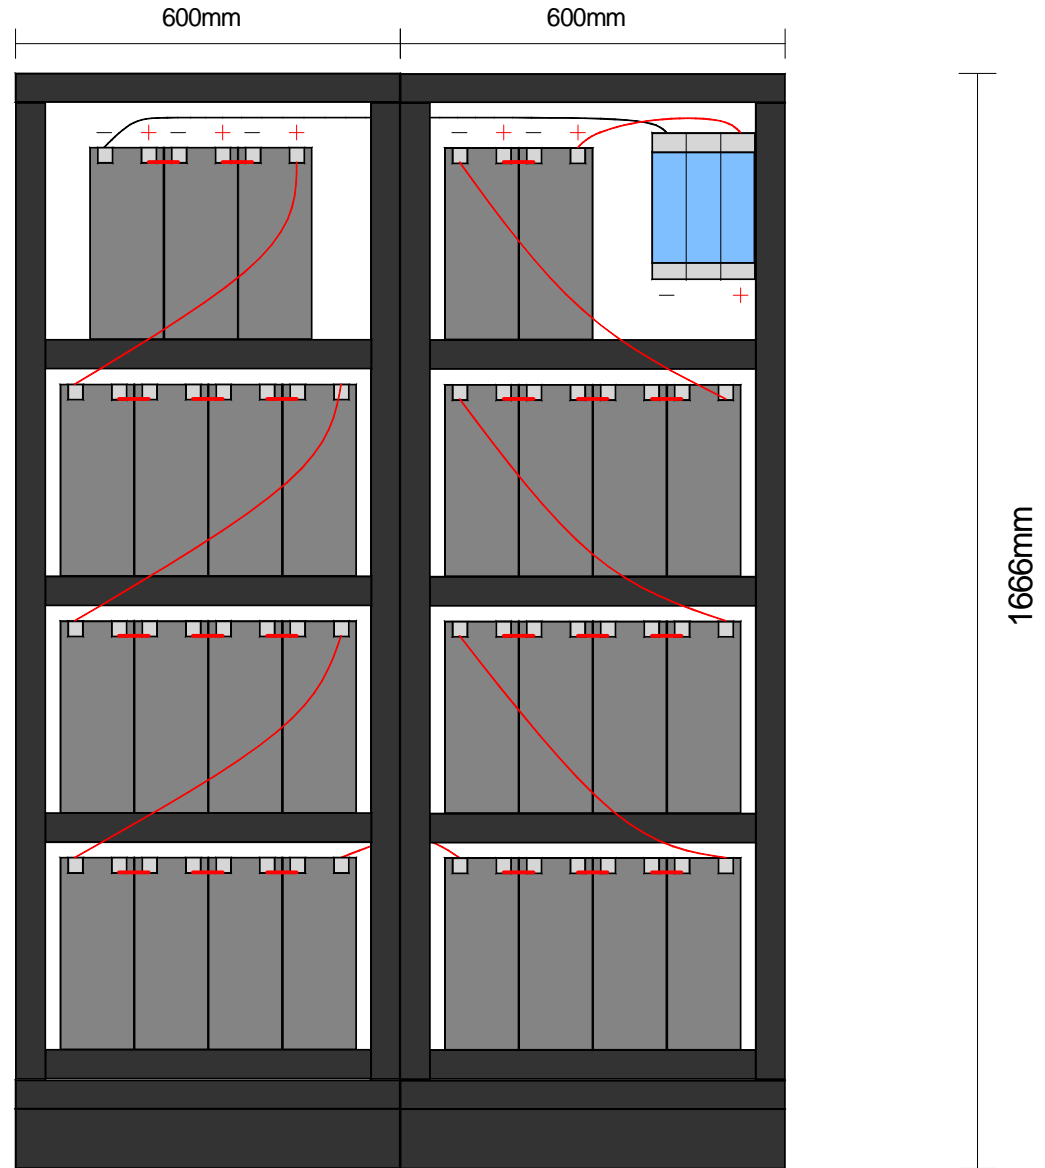 600mm 600mm
− + − + − +
− + − +
− +
1666mm